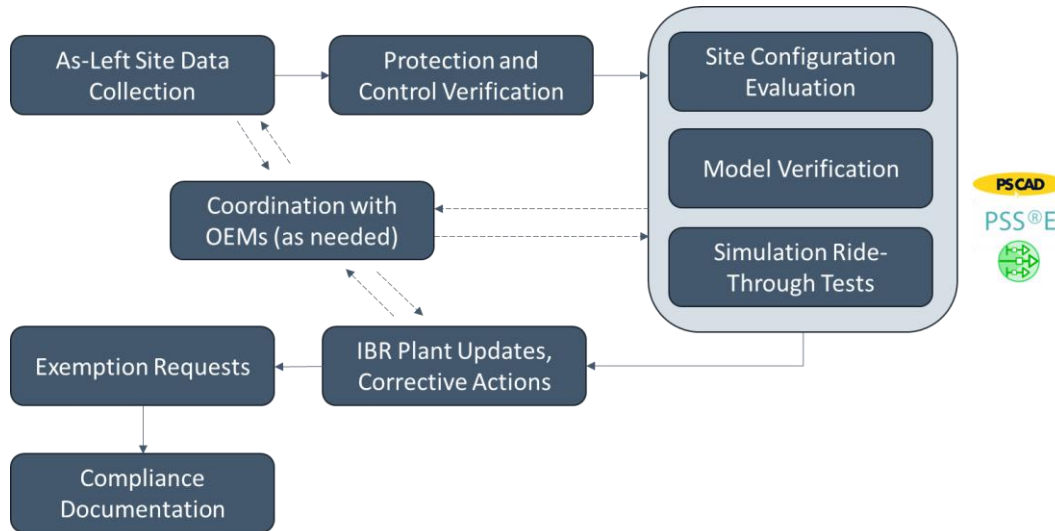 As-Left Site Data
Collection
Protection and
Control Verification
Site Configuration
Evaluation
Model Verification
Simulation Ride-
Through Tests
PSCAD
PSS®E
Coordination with
OEMs (as needed)
IBR Plant Updates,
Corrective Actions
Exemption Requests
Compliance
Documentation